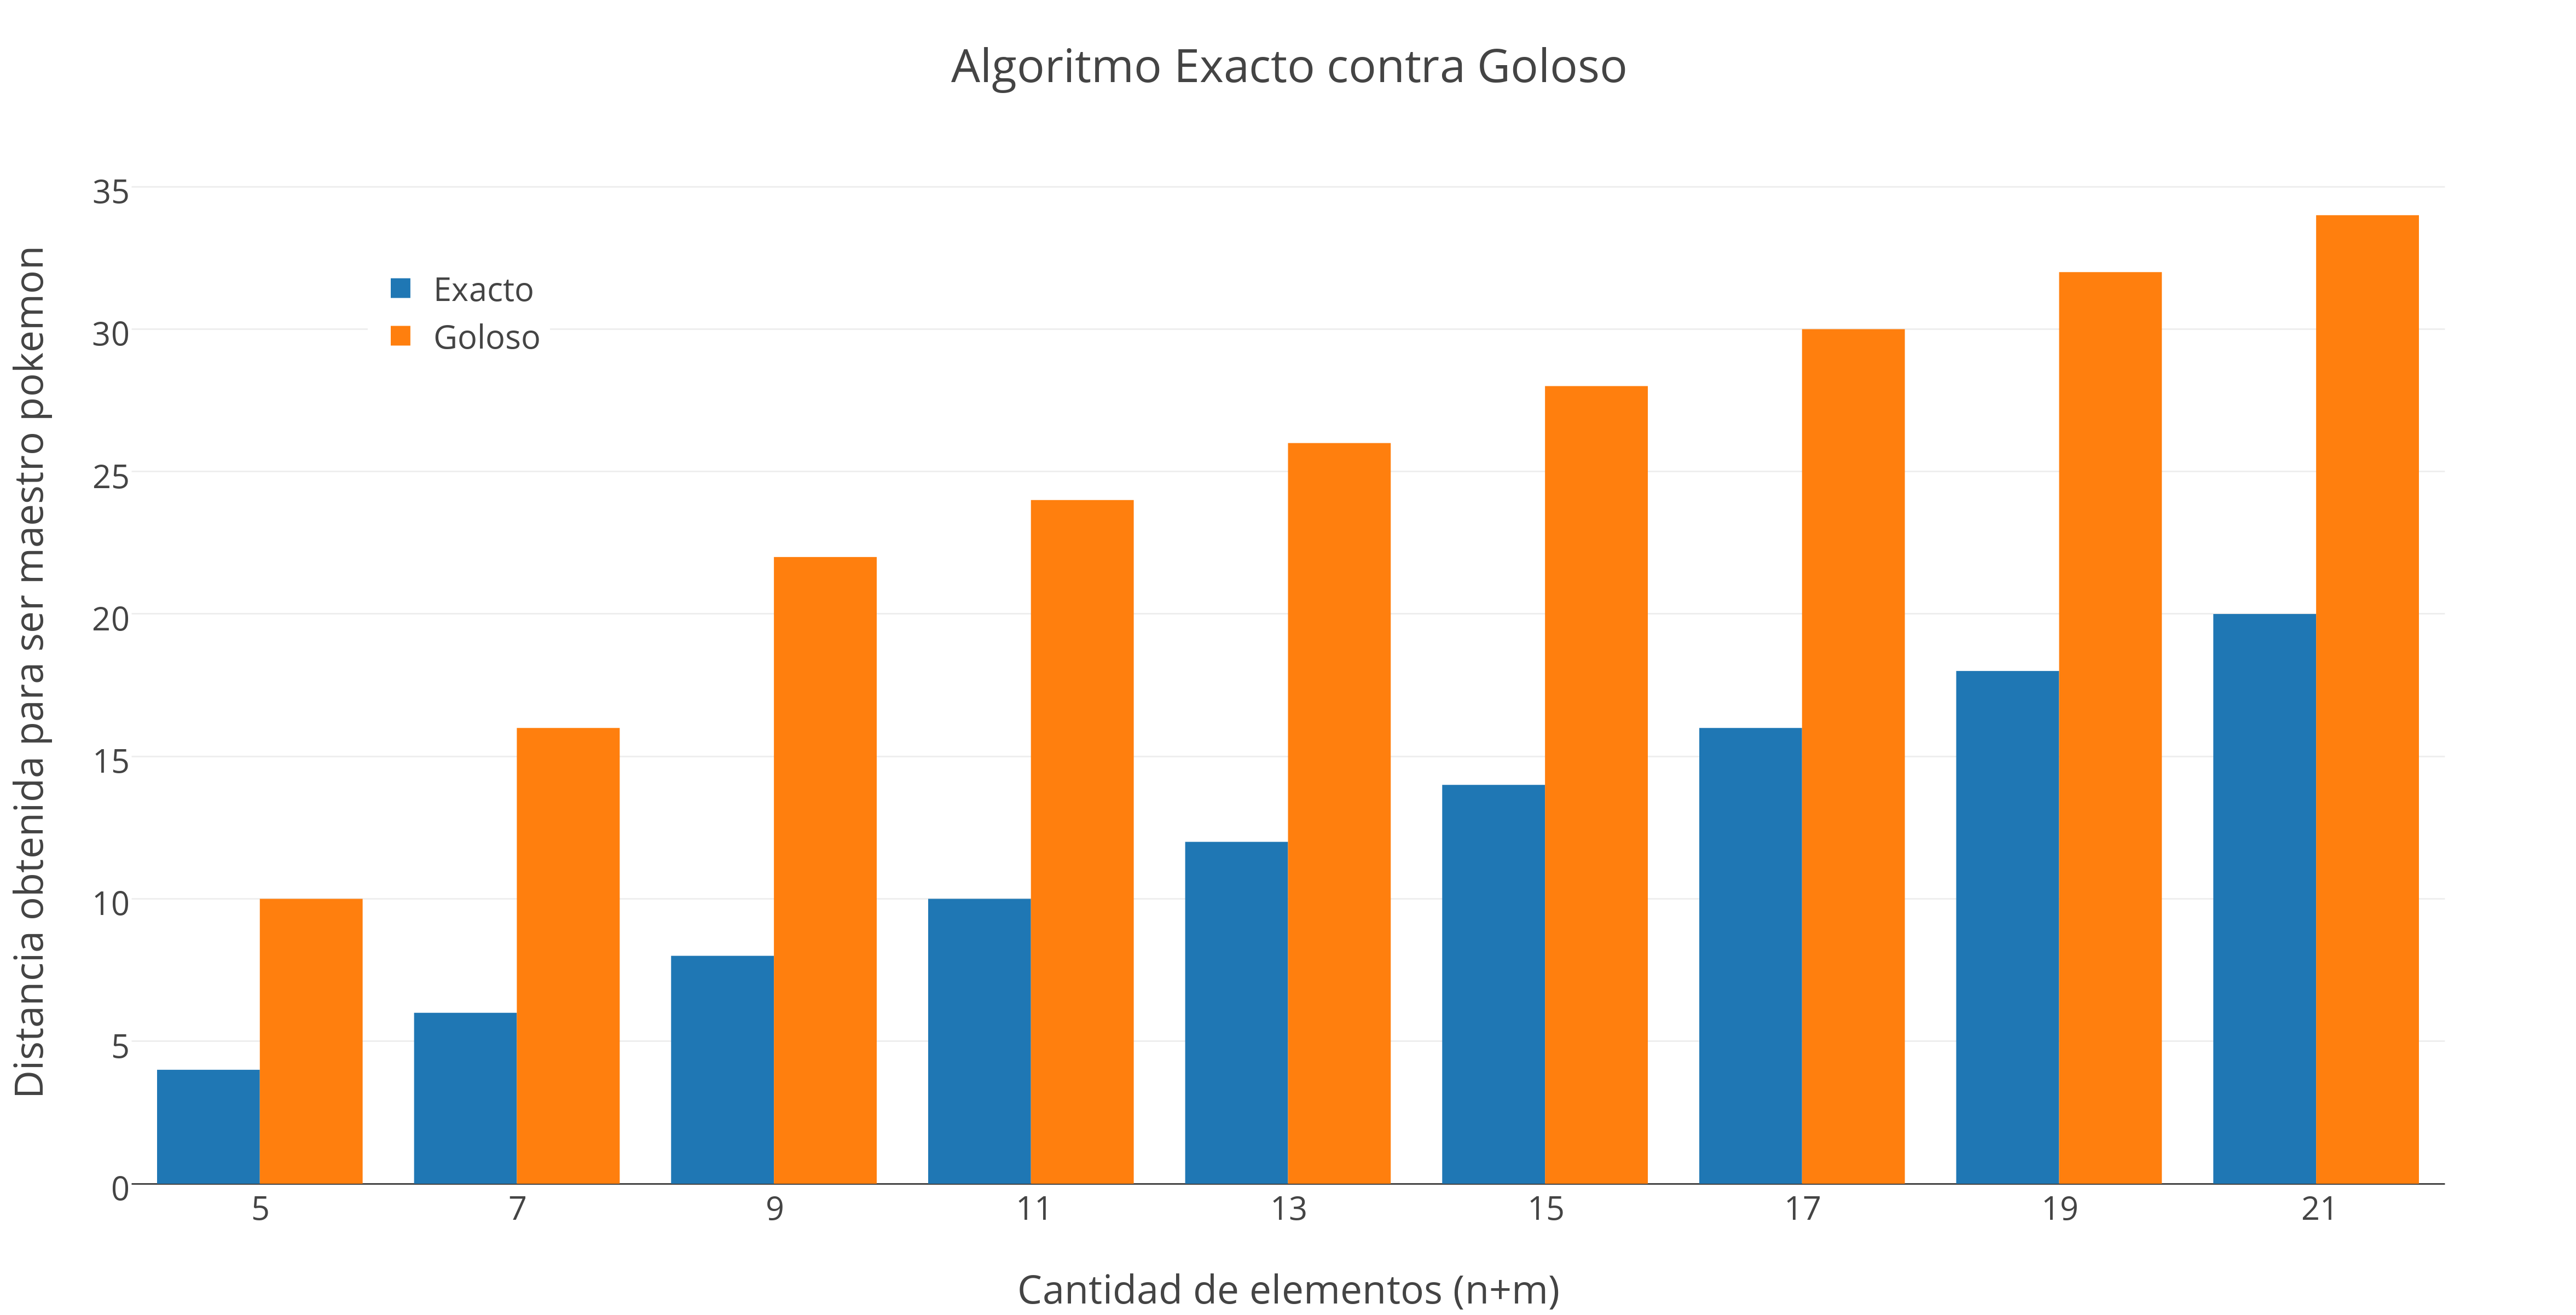 Algoritmo Exacto contra Goloso
Distancia obtenida para ser maestro pokemon
35
30
25
20
15
10
5
0
Exacto
Goloso
5 7 9 11 13 15 17 19 21
Cantidad de elementos (n+m)